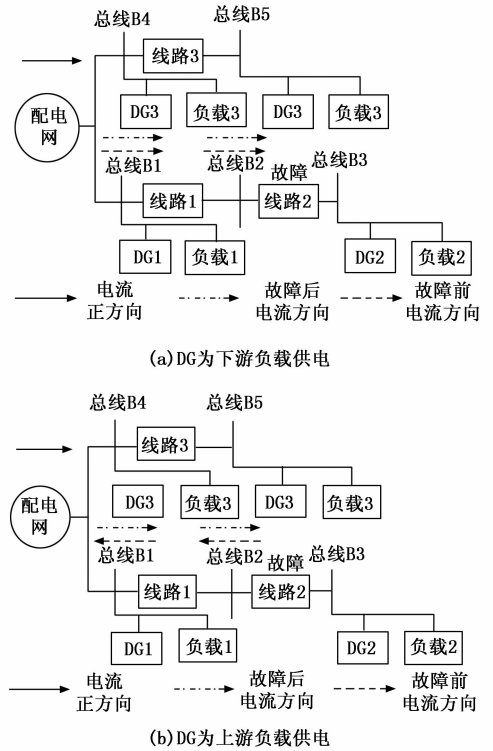 总线B4
总线B5
线路3
配电
网
DG3
负载3
DG3
负载3
总线B1
总线B2
总线B3
故障
线路1
线路2
DG1
负载1
DG2
负载2
电流
正方向
故障后
电流方向
故障前
电流方向
(a)DG为下游负载供电
总线B4
总线B5
线路3
配电
网
DG3
负载3
DG3
负载3
总线B1
总线B2
故障
总线B3
线路1
线路2
DG1
负载1
DG2
负载2
电流
正方向
故障后
电流方向
故障前
电流方向
(b)DG为上游负载供电